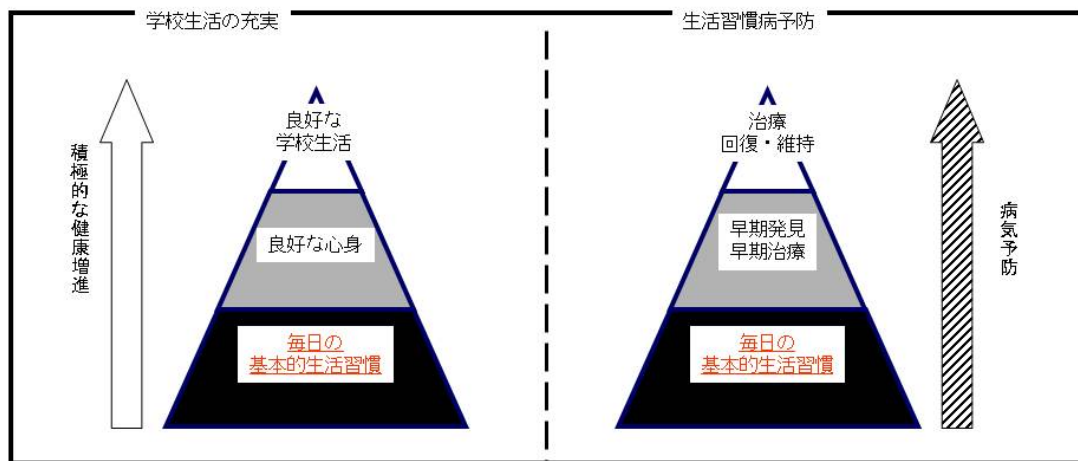 学校生活の充実
積極的な健康増進
良好な
学校生活
良好な心身
毎日の
基本的生活習慣
生活習慣病予防
治療
回復・維持
早期発見
早期治療
毎日の
基本的生活習慣
病気予防